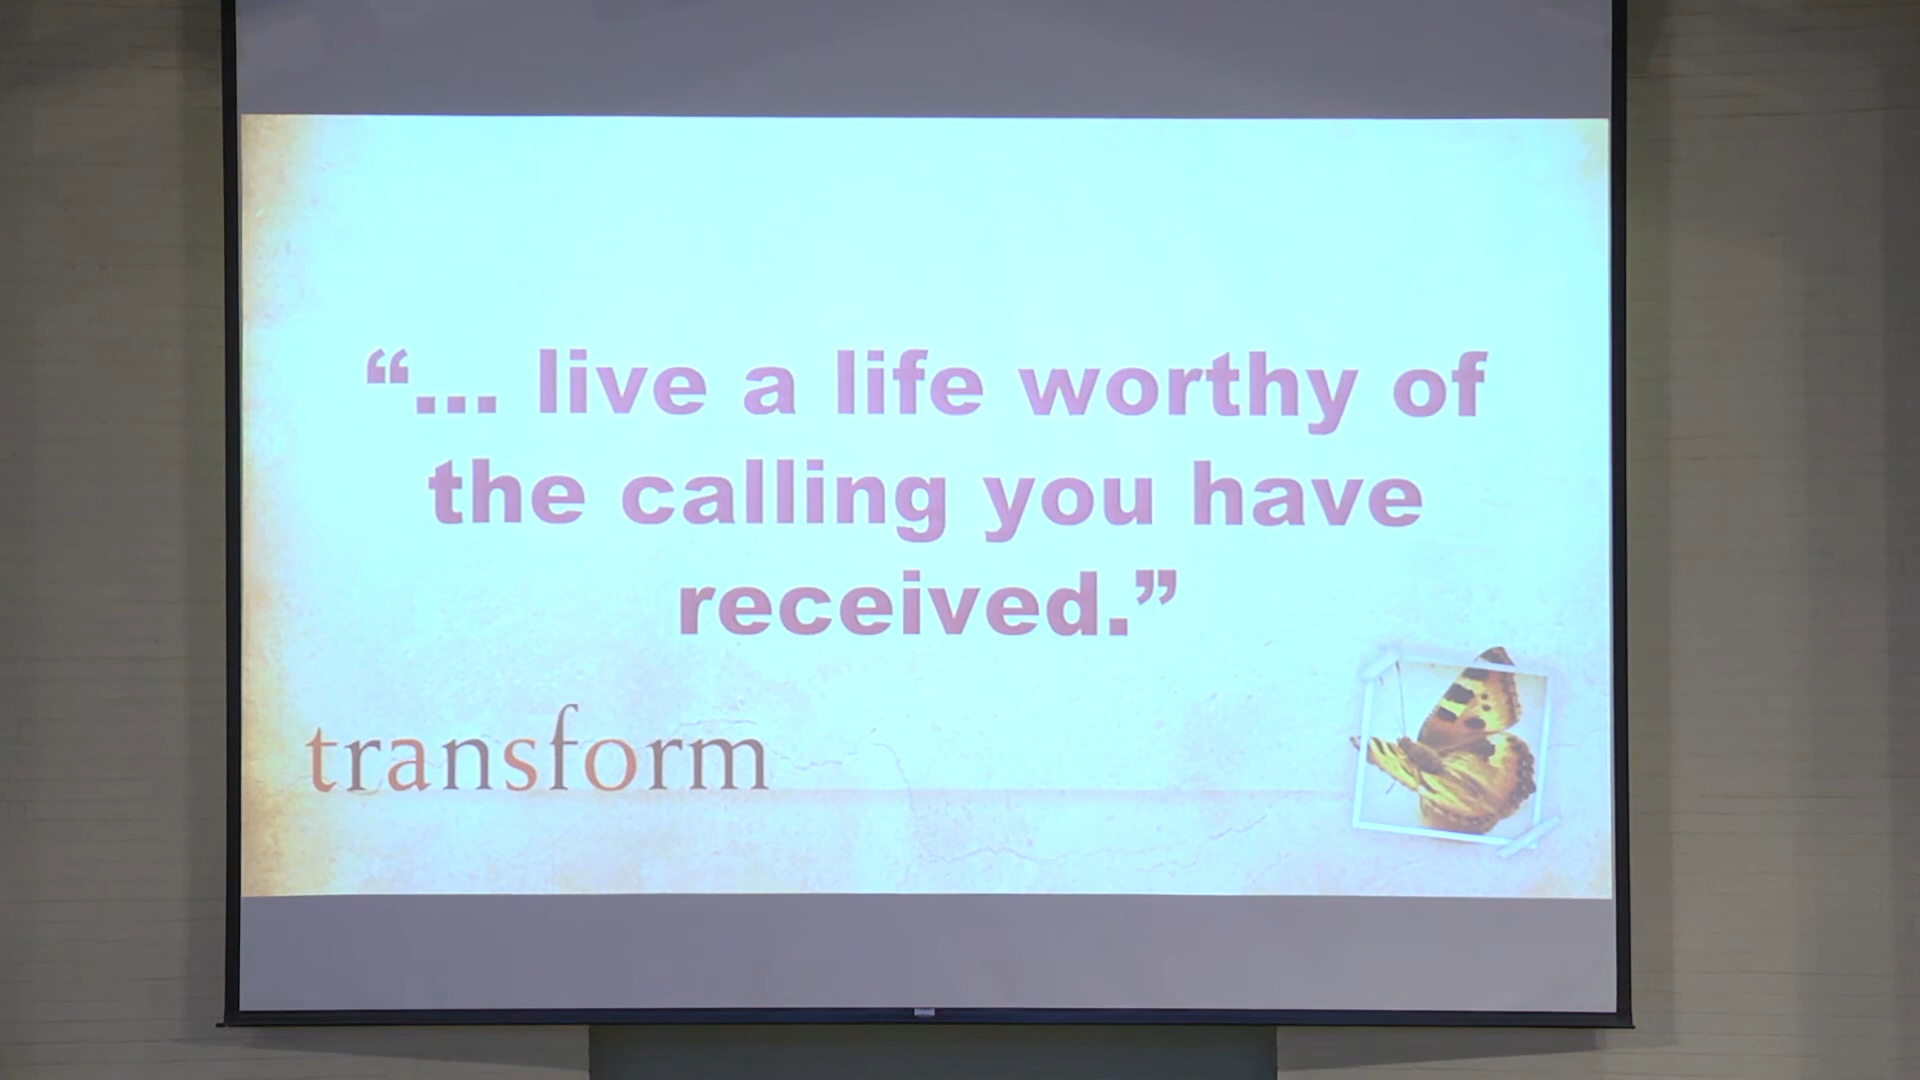 “... live a life worthy of
the calling you have
received.”
transform